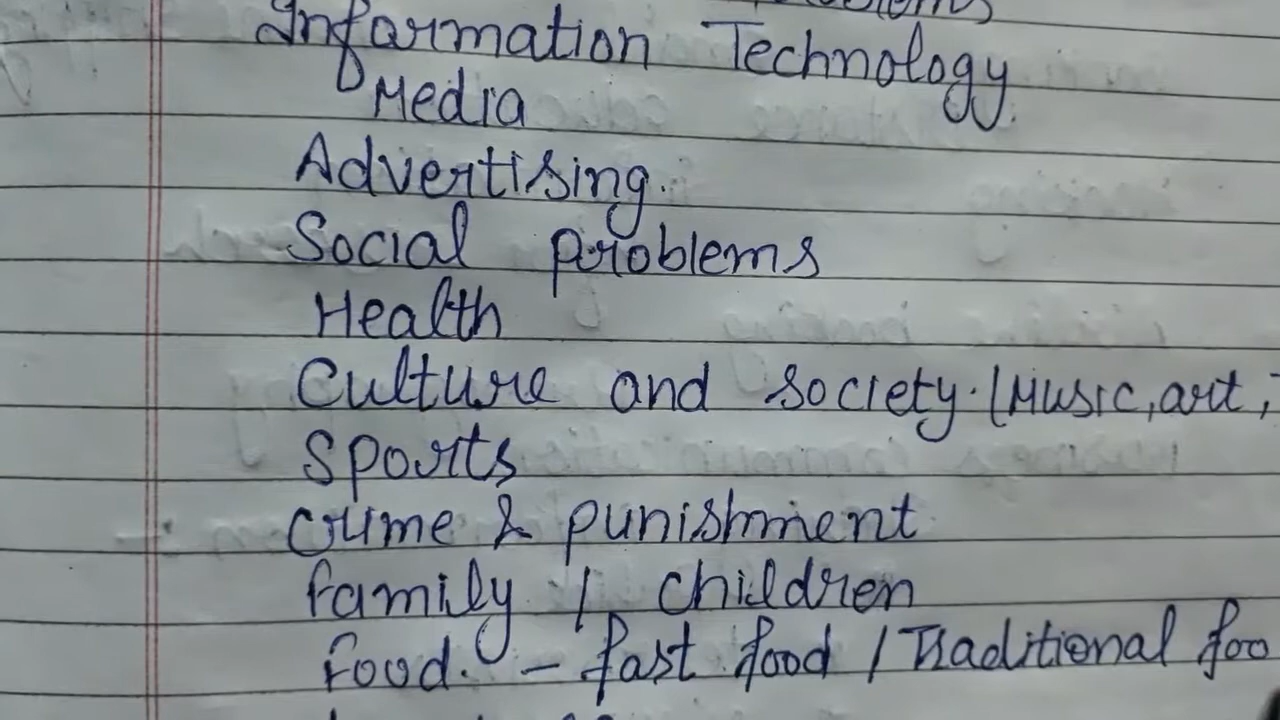 Information Technology.
Media
Advertising.
Social problems
Health
Culture and society. (Music, art,
Sports
Crime & punishment
family / children
food. - fast food / Traditional foo